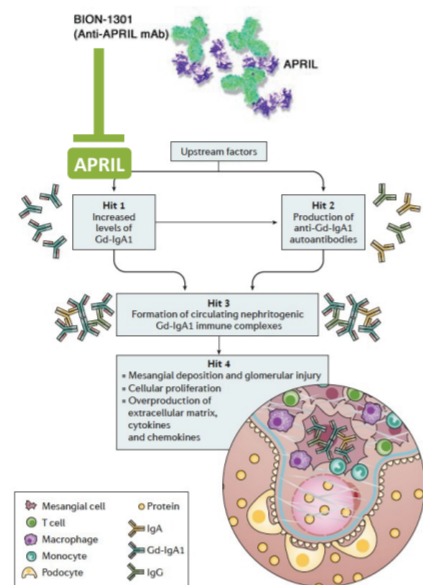 BION-1301
(Anti-APRIL mAb)
APRIL
APRIL
Upstream factors
Hit 1
Increased
levels of
Gd-IgA1
Hit 2
Production of
anti-Gd-IgA1
autoantibodies
Hit 3
Formation of circulating nephritogenic
Gd-IgA1 immune complexes
Hit 4
▪ Mesangial deposition and glomerular injury
▪ Cellular proliferation
▪ Overproduction of
extracellular matrix,
cytokines
and chemokines
Mesangial cell
T cell
Macrophage
Monocyte
Podocyte
Protein
IgA
Gd-IgA1
IgG